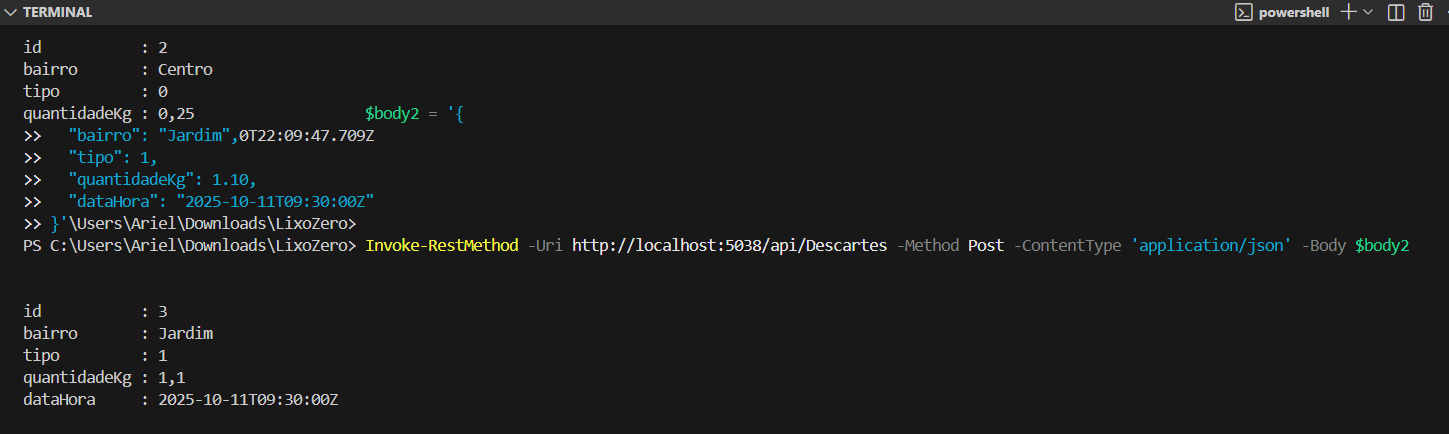 TERMINAL
powershell
id : 2
bairro : Centro
tipo : 0
quantidadeKg : 0,25 $body2 = '{
>> "bairro": "Jardim",0T22:09:47.709Z
>> "tipo": 1,
>> "quantidadeKg": 1.10,
>> "dataHora": "2025-10-11T09:30:00Z"
>> }'\Users\Ariel\Downloads\LixoZero>
PS C:\Users\Ariel\Downloads\LixoZero> Invoke-RestMethod -Uri http://localhost:5038/api/Descartes -Method Post -ContentType 'application/json' -Body $body2
id : 3
bairro : Jardim
tipo : 1
quantidadeKg : 1,1
dataHora : 2025-10-11T09:30:00Z